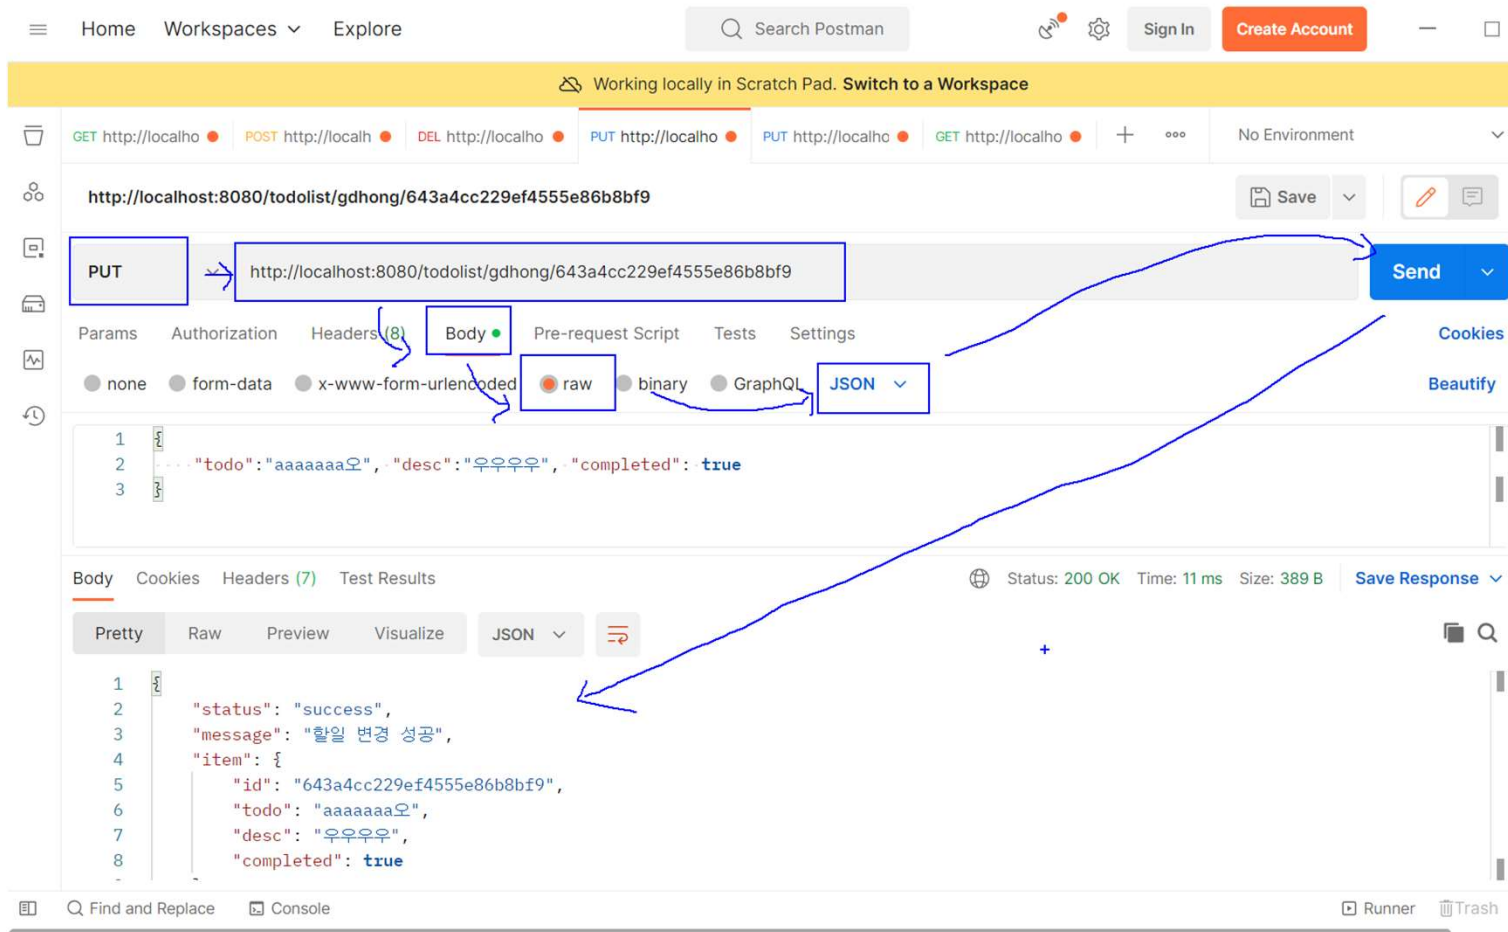 Home Workspaces Explore Search Postman Sign In Create Account
Working locally in Scratch Pad. Switch to a Workspace
GET http://localho POST http://localh DEL http://localho PUT http://localho PUT http://localho GET http://localho + No Environment
http://localhost:8080/todolist/gdhong/643a4cc229ef4555e86b8bf9 Save
PUT http://localhost:8080/todolist/gdhong/643a4cc229ef4555e86b8bf9 Send
Params Authorization Headers (8) Body Pre-request Script Tests Settings Cookies
none form-data x-www-form-urlencoded raw binary GraphQL JSON Beautify
1 {
2 "todo":"aaaaaaa오", "desc":"우우우우", "completed": true
3 }
Body Cookies Headers (7) Test Results Status: 200 OK Time: 11 ms Size: 389 B Save Response
Pretty Raw Preview Visualize JSON
1 {
2 "status": "success",
3 "message": "할일 변경 성공",
4 "item": {
5 "id": "643a4cc229ef4555e86b8bf9",
6 "todo": "aaaaaaa오",
7 "desc": "우우우우",
8 "completed": true
Find and Replace Console Runner Trash